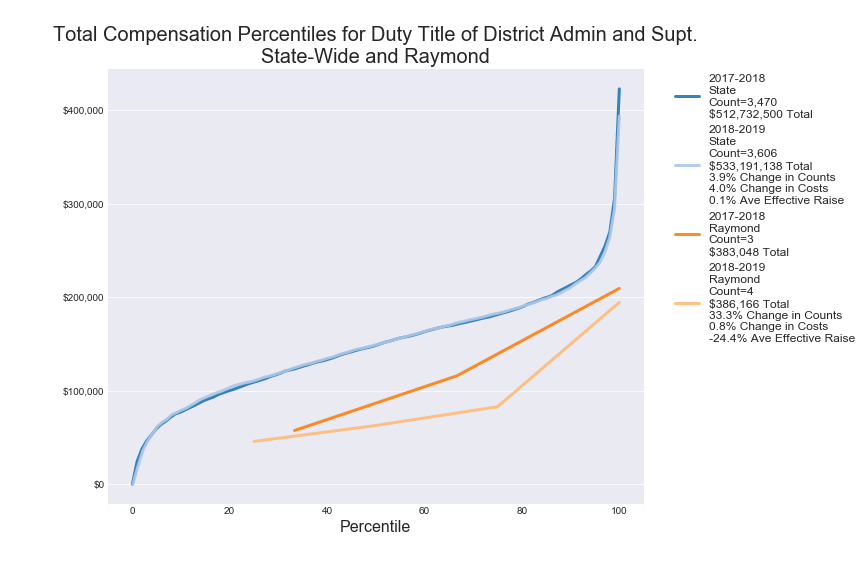 Total Compensation Percentiles for Duty Title of District Admin and Supt.
State-Wide and Raymond
$400,000
$300,000
$200,000
$100,000
$0
0
20
40
60
80
100
Percentile
2017-2018
State
Count=3,470
$512,732,500 Total
2018-2019
State
Count=3,606
$533,191,138 Total
3.9% Change in Counts
4.0% Change in Costs
0.1% Ave Effective Raise
2017-2018
Raymond
Count=3
$383,048 Total
2018-2019
Raymond
Count=4
$386,166 Total
33.3% Change in Counts
0.8% Change in Costs
-24.4% Ave Effective Raise